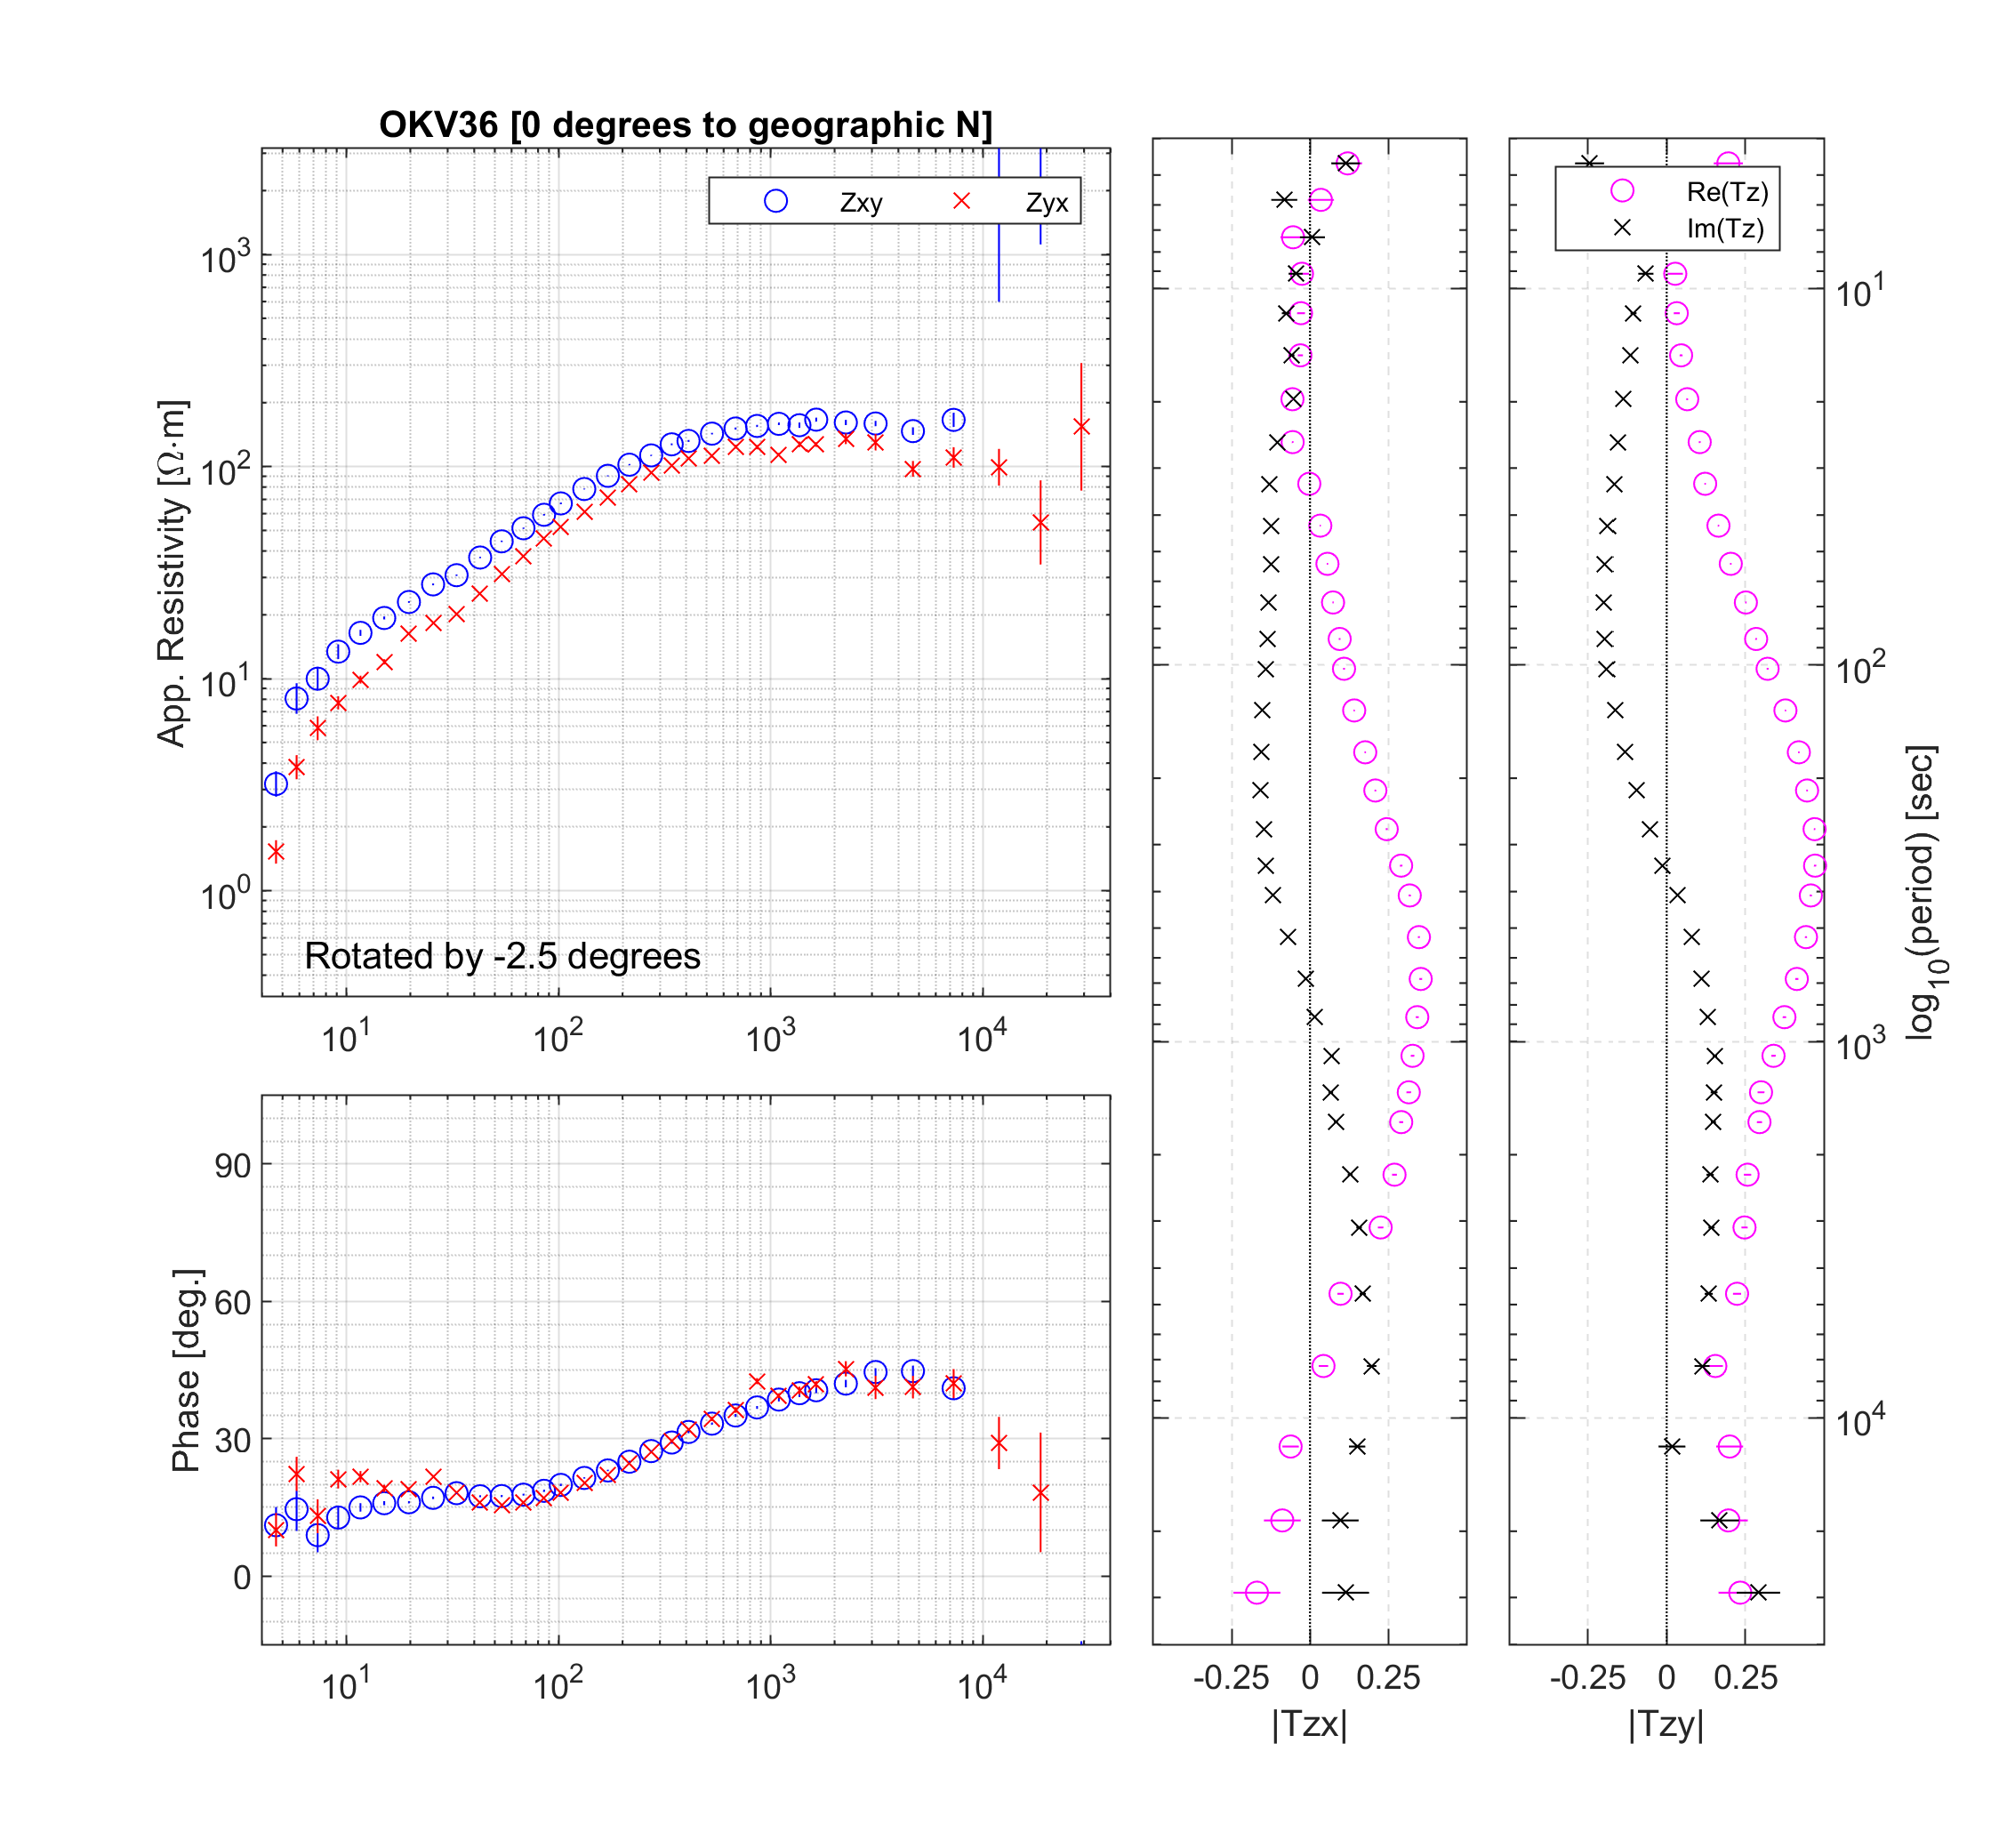 OKV36 [0 degrees to geographic N]
Zxy Zyx
App. Resistivity [Ω·m]
10^3
10^2
10^1
10^0
Rotated by -2.5 degrees
10^1 10^2 10^3 10^4
Phase [deg.]
90
60
30
0
10^1 10^2 10^3 10^4
-0.25 0 0.25
|Tzx|
Re(Tz)
Im(Tz)
-0.25 0 0.25
|Tzy|
10^1
10^2
10^3
10^4
log_10(period) [sec]